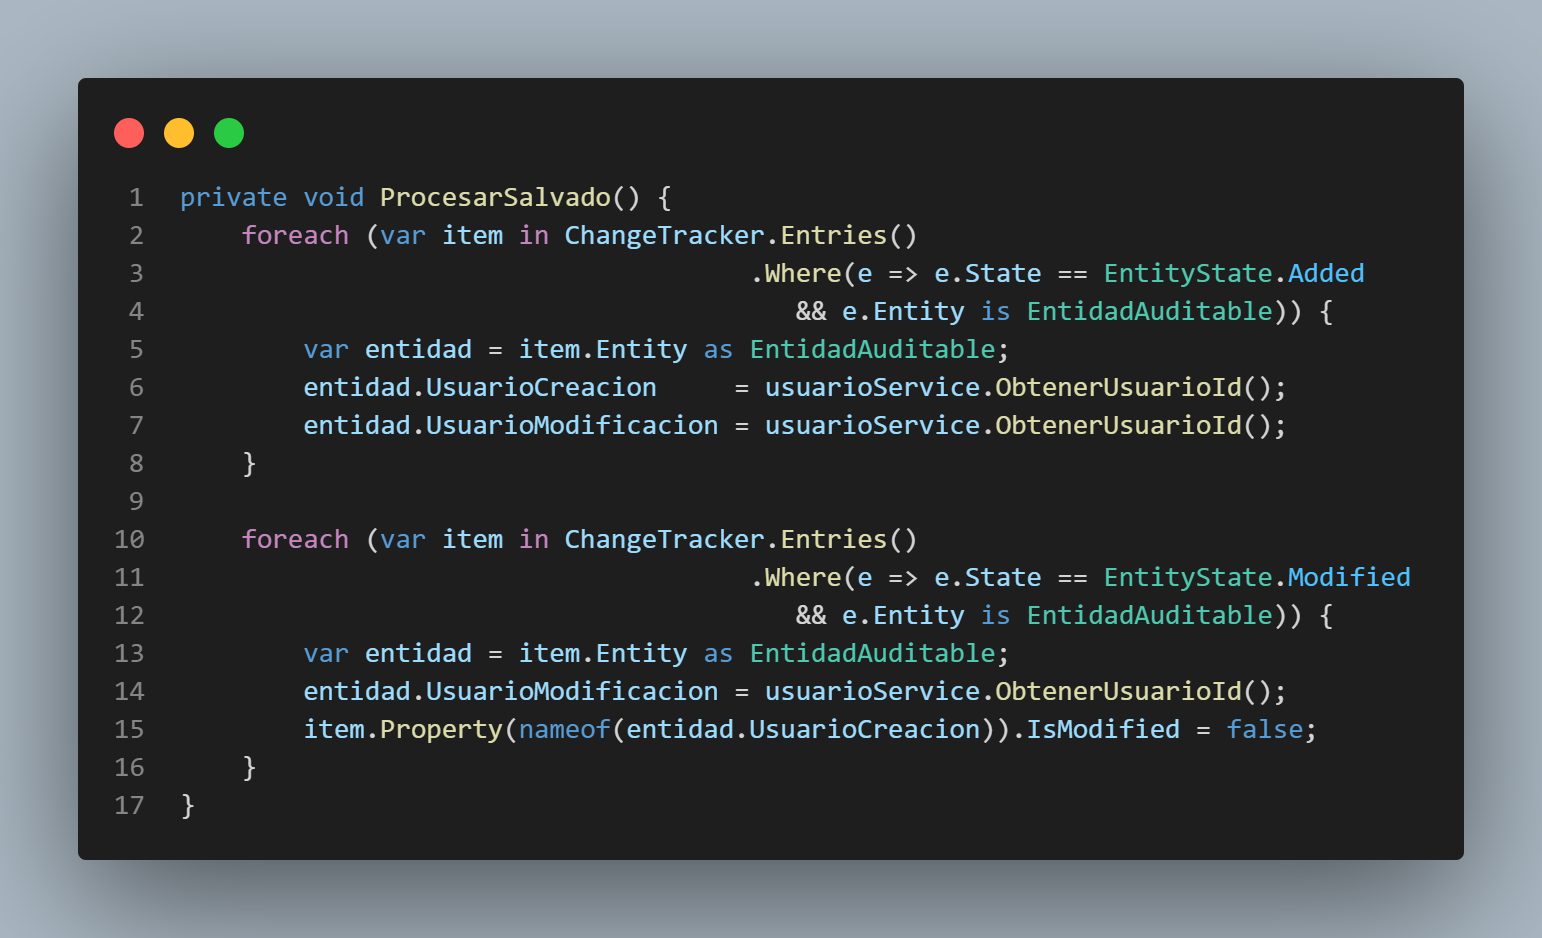 1 private void ProcesarSalvado() {
2     foreach (var item in ChangeTracker.Entries()
3                                      .Where(e => e.State == EntityState.Added
4                                         && e.Entity is EntidadAuditable)) {
5         var entidad = item.Entity as EntidadAuditable;
6         entidad.UsuarioCreacion     = usuarioService.ObtenerUsuarioId();
7         entidad.UsuarioModificacion = usuarioService.ObtenerUsuarioId();
8     }
9
10     foreach (var item in ChangeTracker.Entries()
11                                      .Where(e => e.State == EntityState.Modified
12                                         && e.Entity is EntidadAuditable)) {
13         var entidad = item.Entity as EntidadAuditable;
14         entidad.UsuarioModificacion = usuarioService.ObtenerUsuarioId();
15         item.Property(nameof(entidad.UsuarioCreacion)).IsModified = false;
16     }
17 }